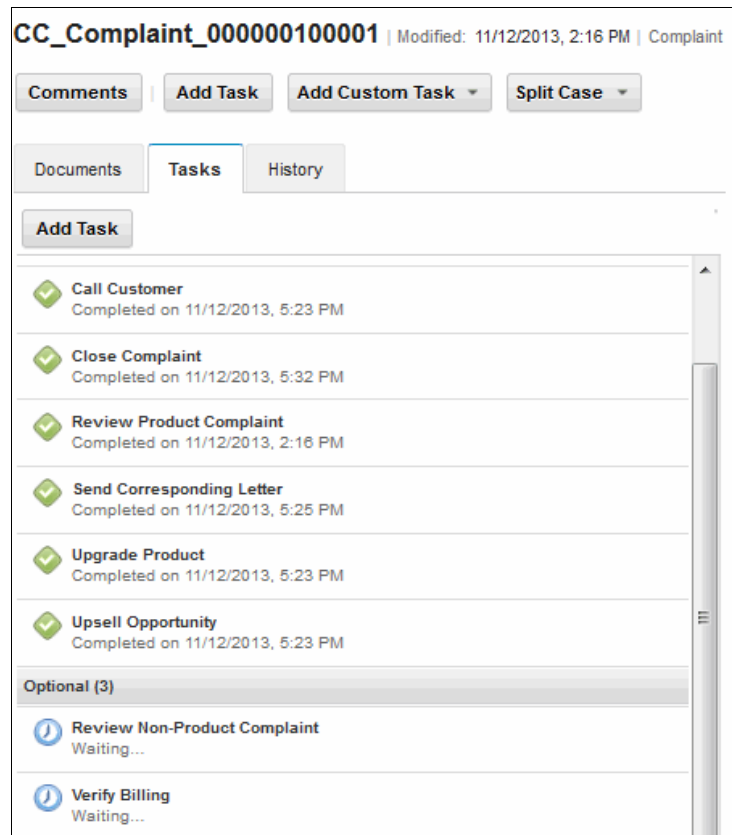 CC_Complaint_000000100001 | Modified: 11/12/2013, 2:16 PM | Complaint
Comments | Add Task Add Custom Task Split Case
Documents Tasks History
Add Task
Call Customer
Completed on 11/12/2013, 5:23 PM
Close Complaint
Completed on 11/12/2013, 5:32 PM
Review Product Complaint
Completed on 11/12/2013, 2:16 PM
Send Corresponding Letter
Completed on 11/12/2013, 5:25 PM
Upgrade Product
Completed on 11/12/2013, 5:23 PM
Upsell Opportunity
Completed on 11/12/2013, 5:23 PM
Optional (3)
Review Non-Product Complaint
Waiting...
Verify Billing
Waiting...